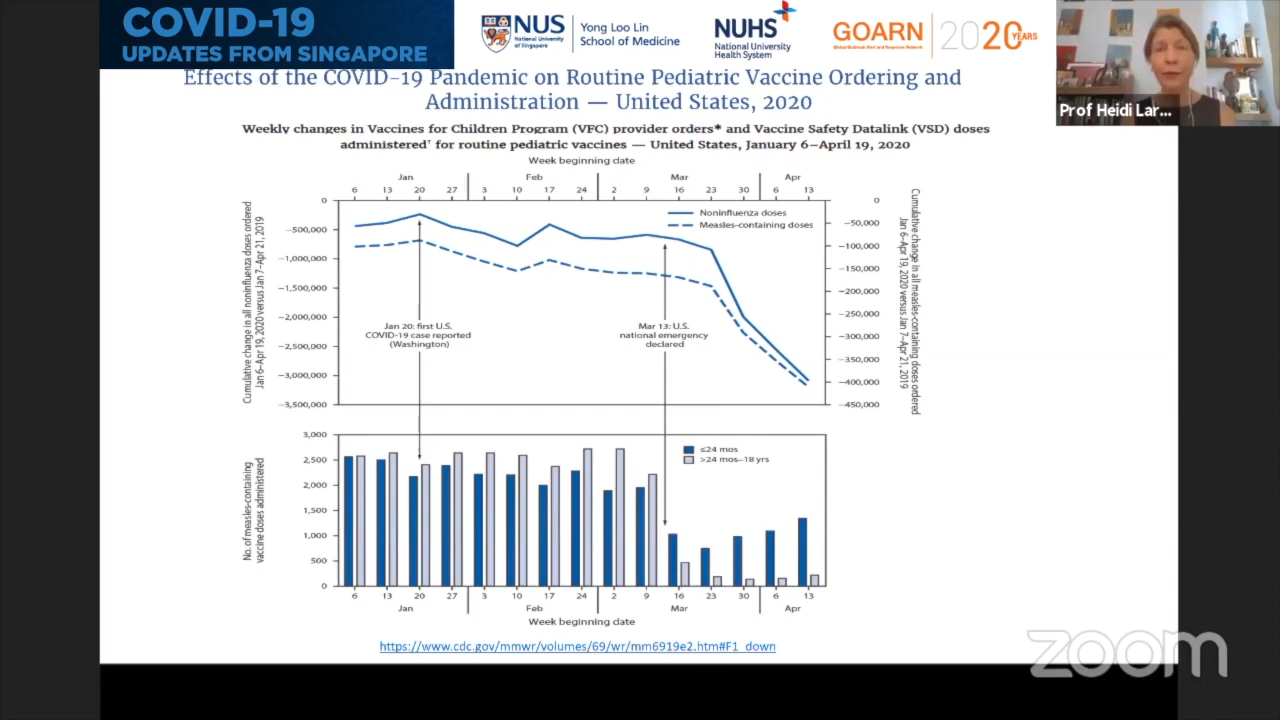 COVID-19
UPDATES FROM SINGAPORE
NUS
National University
of Singapore
Yong Loo Lin
School of Medicine
NUHS
National University
Health System
GOARN
Global Outbreak Alert and Response Network
2020 YEARS
Prof Heidi Lar...
Effects of the COVID-19 Pandemic on Routine Pediatric Vaccine Ordering and
Administration — United States, 2020
Weekly changes in Vaccines for Children Program (VFC) provider orders* and Vaccine Safety Datalink (VSD) doses
administered† for routine pediatric vaccines — United States, January 6–April 19, 2020
Week beginning date
Jan Feb Mar Apr
6 13 20 27 3 10 17 24 2 9 16 23 30 6 13
Cumulative change in all noninfluenza doses ordered
Jan 6–Apr 19, 2020 versus Jan 7–Apr 21, 2019
0
−500,000
−1,000,000
−1,500,000
−2,000,000
−2,500,000
−3,000,000
−3,500,000
Noninfluenza doses
Measles-containing doses
Jan 20: first U.S.
COVID-19 case reported
(Washington)
Mar 13: U.S.
national emergency
declared
0
−50,000
−100,000
−150,000
−200,000
−250,000
−300,000
−350,000
−400,000
−450,000
Cumulative change in all measles-containing doses ordered
Jan 6–Apr 19, 2020 versus Jan 7–Apr 21, 2019
No. of measles-containing
vaccine doses administered
3,000
2,500
2,000
1,500
1,000
500
0
≤24 mos
>24 mos–18 yrs
6 13 20 27 3 10 17 24 2 9 16 23 30 6 13
Jan Feb Mar Apr
Week beginning date
https://www.cdc.gov/mmwr/volumes/69/wr/mm6919e2.htm#F1_down
zoom